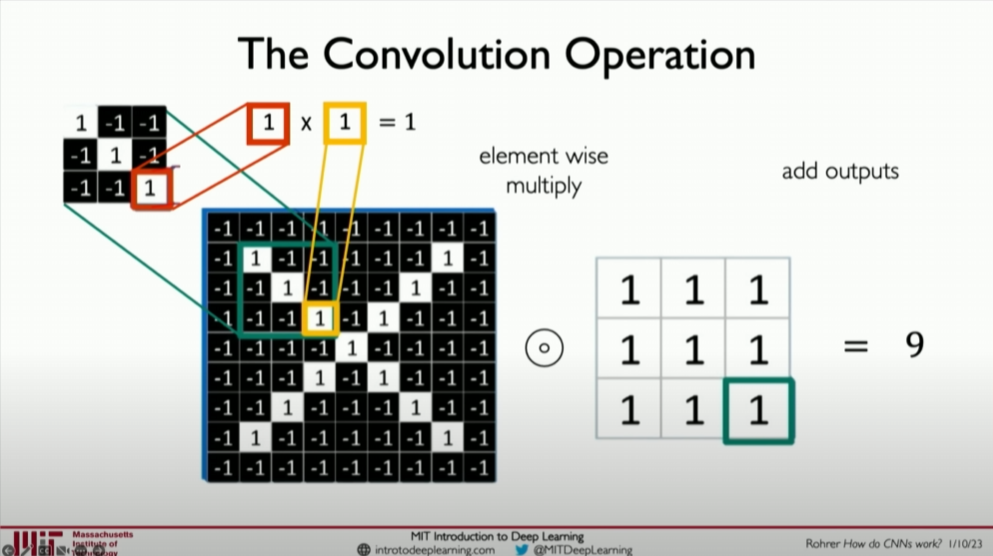 The Convolution Operation
1 -1 -1
-1 1 -1
-1 -1 1
1 x 1 = 1
element wise
multiply
add outputs
-1 -1 -1 -1 -1 -1 -1 -1 -1
-1 1 -1 -1 -1 -1 -1 1 -1
-1 -1 1 -1 -1 -1 1 -1 -1
-1 -1 -1 1 -1 1 -1 -1 -1
-1 -1 -1 -1 1 -1 -1 -1 -1
-1 -1 -1 1 -1 1 -1 -1 -1
-1 -1 1 -1 -1 -1 1 -1 -1
-1 1 -1 -1 -1 -1 -1 1 -1
-1 -1 -1 -1 -1 -1 -1 -1 -1
1 1 1
1 1 1
1 1 1
= 9
Massachusetts
Institute of
Technology
MIT Introduction to Deep Learning
introtodeeplearning.com @MITDeepLearning
Rohrer How do CNNs work? 1/10/23